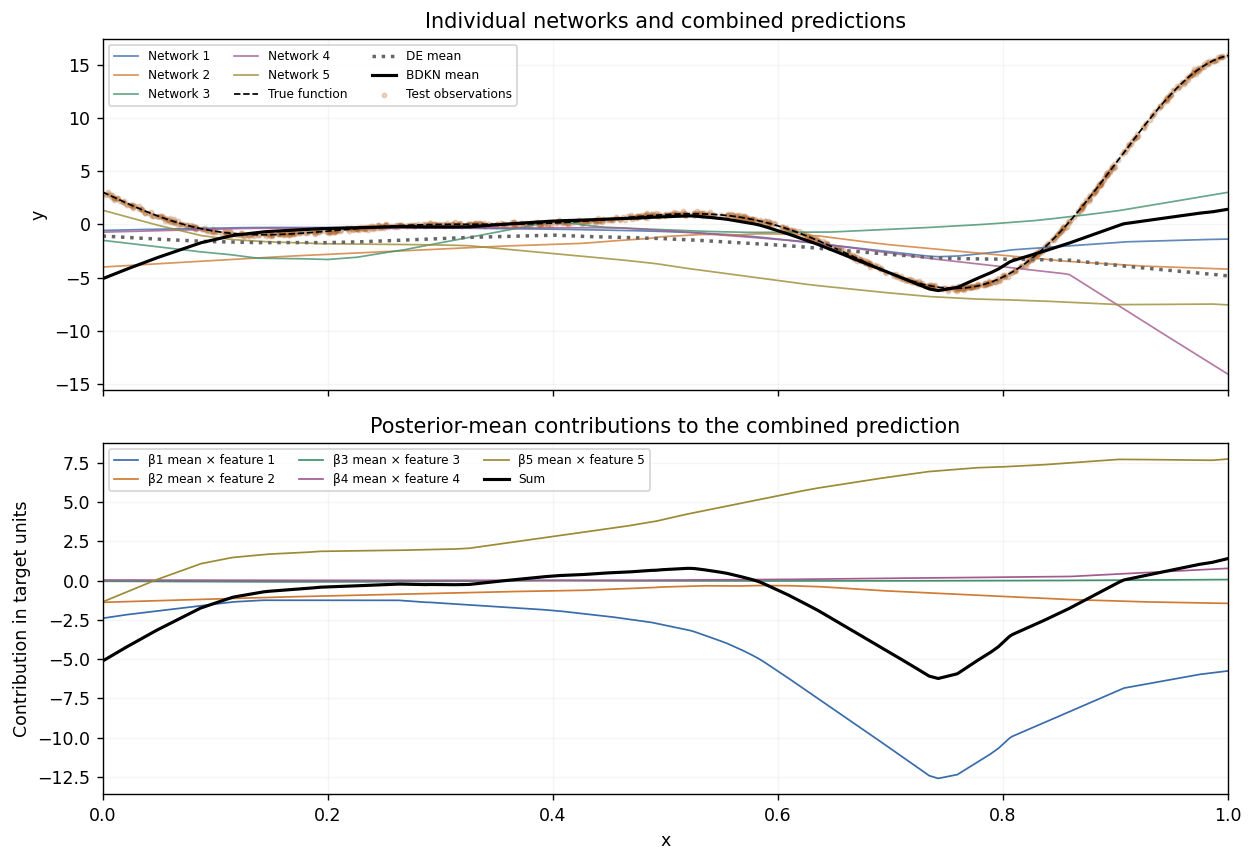 Individual networks and combined predictions
Network 1 Network 4 DE mean
Network 2 Network 5 BDKN mean
Network 3 True function Test observations
15
10
5
0
−5
−10
−15
y
Posterior-mean contributions to the combined prediction
β1 mean × feature 1 β3 mean × feature 3 β5 mean × feature 5
β2 mean × feature 2 β4 mean × feature 4 Sum
7.5
5.0
2.5
0.0
−2.5
−5.0
−7.5
−10.0
−12.5
Contribution in target units
0.0 0.2 0.4 0.6 0.8 1.0
x